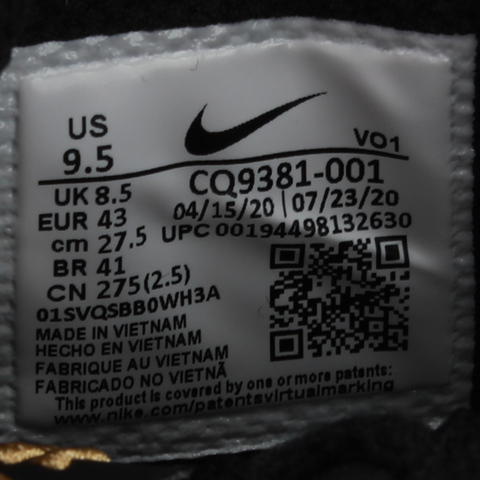 US
9.5
VO1
UK 8.5
CQ9381-001
EUR 43
04/15/20 | 07/23/20
cm 27.5
UPC 00194498132630
BR 41
CN 275(2.5)
01SVQSBB0WH3A
MADE IN VIETNAM
HECHO EN VIETNAM
FABRIQUE AU VIETNAM
FABRICADO NO VIETNÃ
This product is covered by one or more patents:
www.nike.com/patentsvirtualmarking